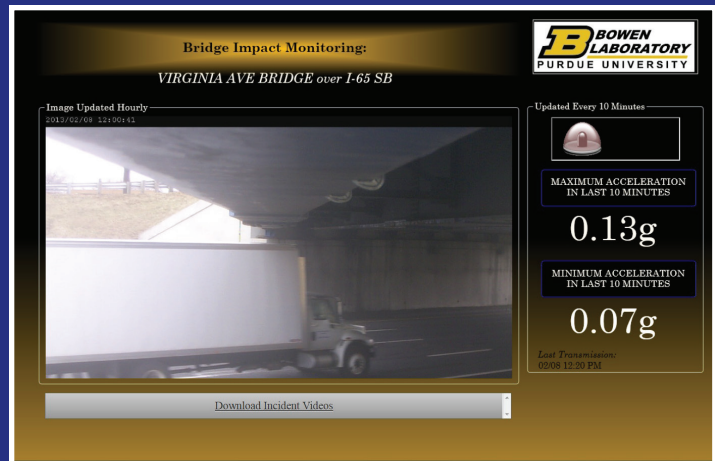 Bridge Impact Monitoring:
VIRGINIA AVE BRIDGE over I-65 SB
B BOWEN
LABORATORY
PURDUE UNIVERSITY
Image Updated Hourly
2013/02/08 12:00:41
Updated Every 10 Minutes
MAXIMUM ACCELERATION
IN LAST 10 MINUTES
0.13g
MINIMUM ACCELERATION
IN LAST 10 MINUTES
0.07g
Last Transmission:
02/08 12:20 PM
Download Incident Videos